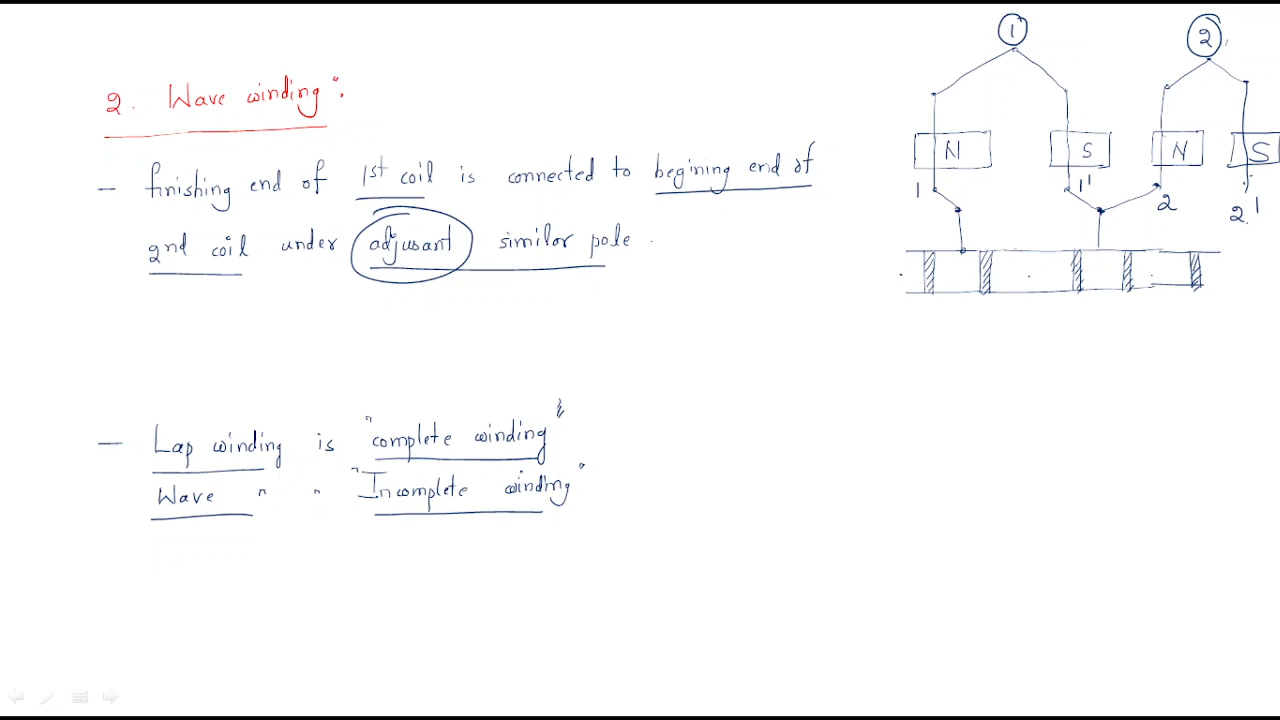 2. Wave winding :
- finishing end of 1st coil is connected to begining end of
2nd coil under adjusant similar pole.
- Lap winding is "complete winding"
Wave " " "Incomplete winding"
1 2
N S N S
1 1' 2 2'